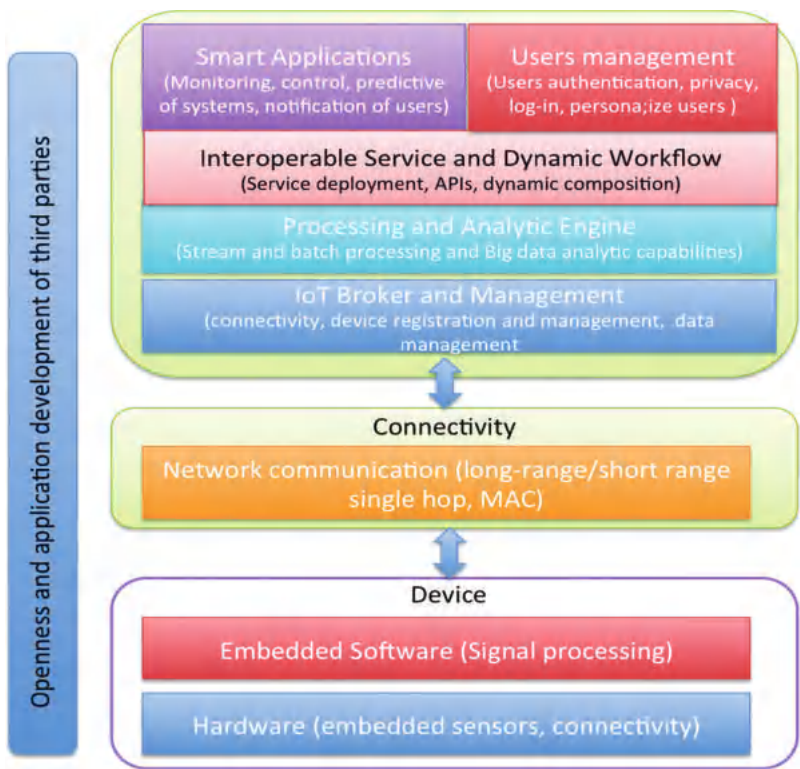 Openness and application development of third parties
Smart Applications
(Monitoring, control, predictive
of systems, notification of users)
Users management
(Users authentication, privacy,
log-in, persona;ize users )
Interoperable Service and Dynamic Workflow
(Service deployment, APIs, dynamic composition)
Processing and Analytic Engine
(Stream and batch processing and Big data analytic capabilines)
IoT Broker and Management
(connectivity, device registration and management, data
management
Connectivity
Network communication (long-range/short range
single hop, MAC)
Device
Embedded Software (Signal processing)
Hardware (embedded sensors, connectivity)